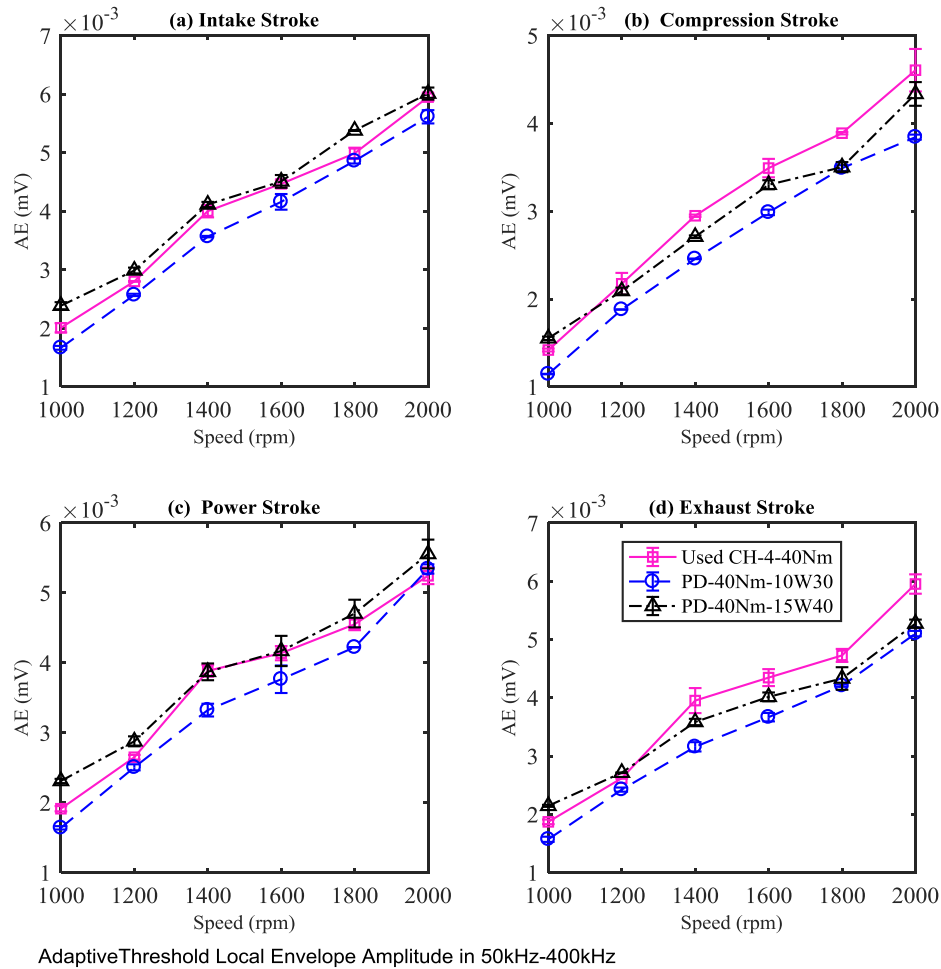 ×10⁻³
(a) Intake Stroke
7
6
5
4
3
2
1
AE (mV)
1000 1200 1400 1600 1800 2000
Speed (rpm)
×10⁻³
(b) Compression Stroke
5
4
3
2
1
AE (mV)
1000 1200 1400 1600 1800 2000
Speed (rpm)
×10⁻³
(c) Power Stroke
6
5
4
3
2
1
AE (mV)
1000 1200 1400 1600 1800 2000
Speed (rpm)
×10⁻³
(d) Exhaust Stroke
7
6
5
4
3
2
1
AE (mV)
Used CH-4-40Nm
PD-40Nm-10W30
PD-40Nm-15W40
1000 1200 1400 1600 1800 2000
Speed (rpm)
AdaptiveThreshold Local Envelope Amplitude in 50kHz-400kHz